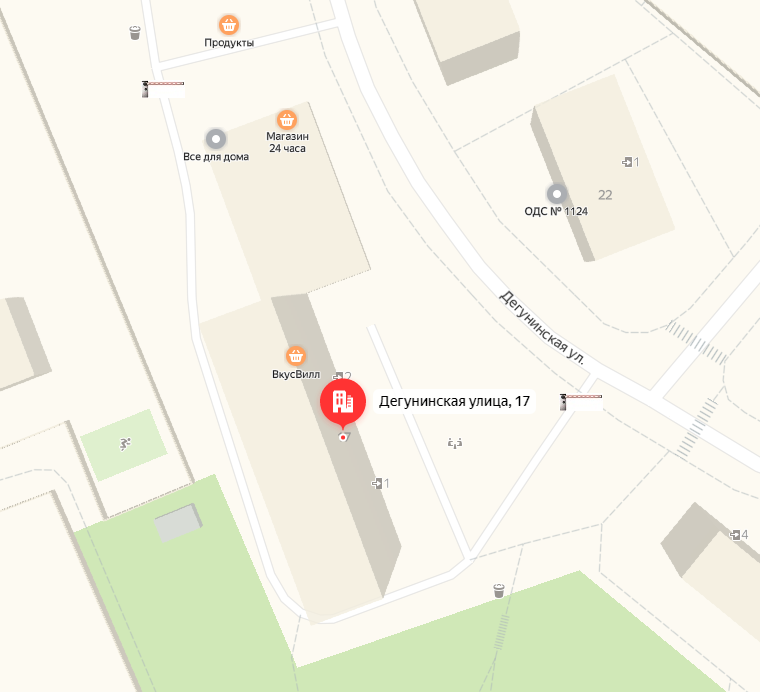 Продукты
Магазин
24 часа
Все для дома
1
22
ОДС № 1124
Дегунинская ул.
ВкусВилл
2
Дегунинская улица, 17
1
4